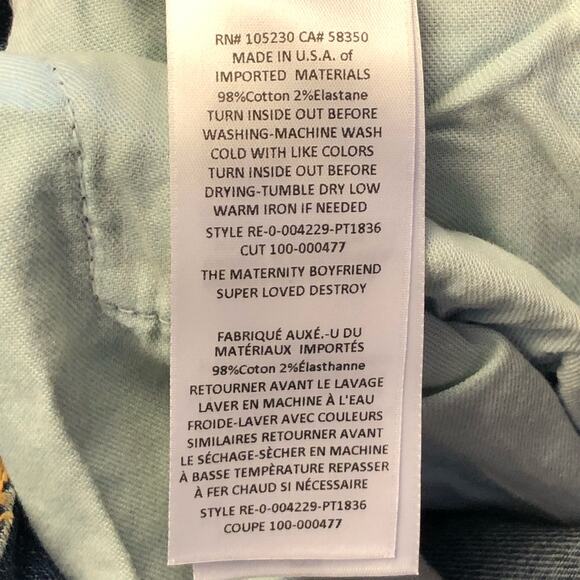 RN# 105230 CA# 58350
MADE IN U.S.A. of
IMPORTED MATERIALS
98%Cotton 2%Elastane
TURN INSIDE OUT BEFORE
WASHING-MACHINE WASH
COLD WITH LIKE COLORS
TURN INSIDE OUT BEFORE
DRYING-TUMBLE DRY LOW
WARM IRON IF NEEDED
STYLE RE-0-004229-PT1836
CUT 100-000477
THE MATERNITY BOYFRIEND
SUPER LOVED DESTROY
FABRIQUÉ AUXÉ.-U DU
MATÉRIAUX IMPORTÉS
98%Coton 2%Élasthanne
RETOURNER AVANT LE LAVAGE
LAVER EN MACHINE À L'EAU
FROIDE-LAVER AVEC COULEURS
SIMILAIRES RETOURNER AVANT
LE SÉCHAGE-SÈCHER EN MACHINE
À BASSE TEMPÈRATURE REPASSER
À FER CHAUD SI NÉCESSAIRE
STYLE RE-0-004229-PT1836
COUPE 100-000477